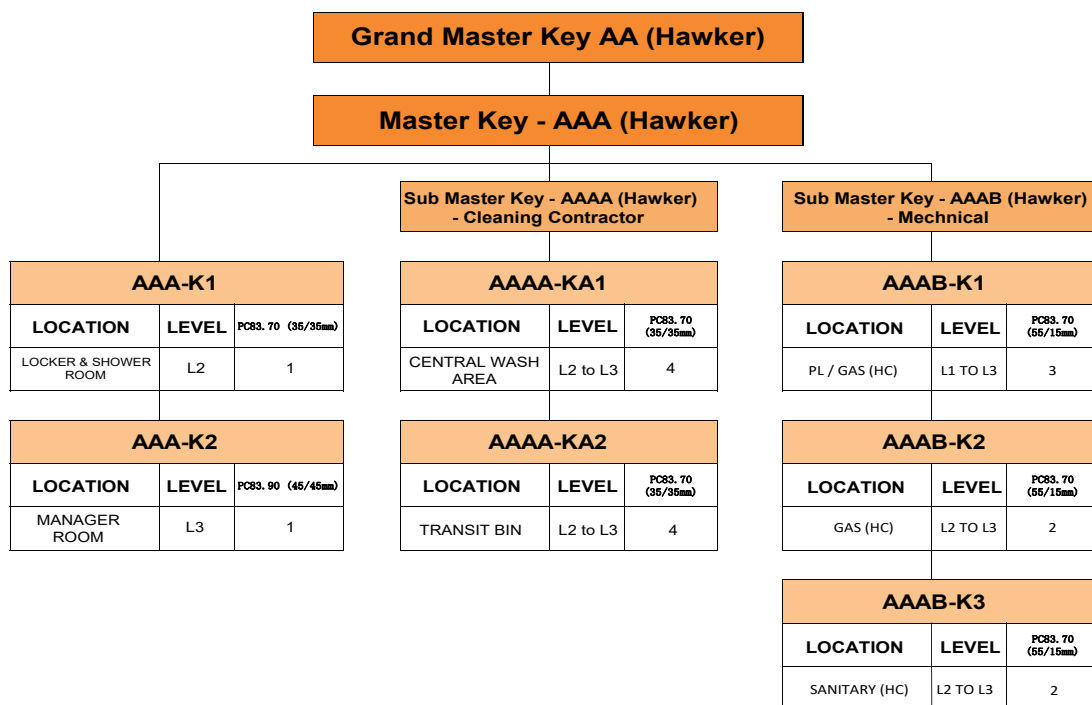 Grand Master Key AA (Hawker)
Master Key - AAA (Hawker)
Sub Master Key - AAAA (Hawker)
- Cleaning Contractor
Sub Master Key - AAAB (Hawker)
- Mechnical
AAA-K1
LOCATION LEVEL PC83.70 (35/35mm)
LOCKER & SHOWER
ROOM
L2 1
AAA-K2
LOCATION LEVEL PC83.90 (45/45mm)
MANAGER
ROOM
L3 1
AAAA-KA1
LOCATION LEVEL PC83.70
(35/35mm)
CENTRAL WASH
AREA
L2 to L3 4
AAAA-KA2
LOCATION LEVEL PC83.70
(35/35mm)
TRANSIT BIN L2 to L3 4
AAAB-K1
LOCATION LEVEL PC83.70
(55/15mm)
PL / GAS (HC) L1 TO L3 3
AAAB-K2
LOCATION LEVEL PC83.70
(55/15mm)
GAS (HC) L2 TO L3 2
AAAB-K3
LOCATION LEVEL PC83.70
(55/15mm)
SANITARY (HC) L2 TO L3 2